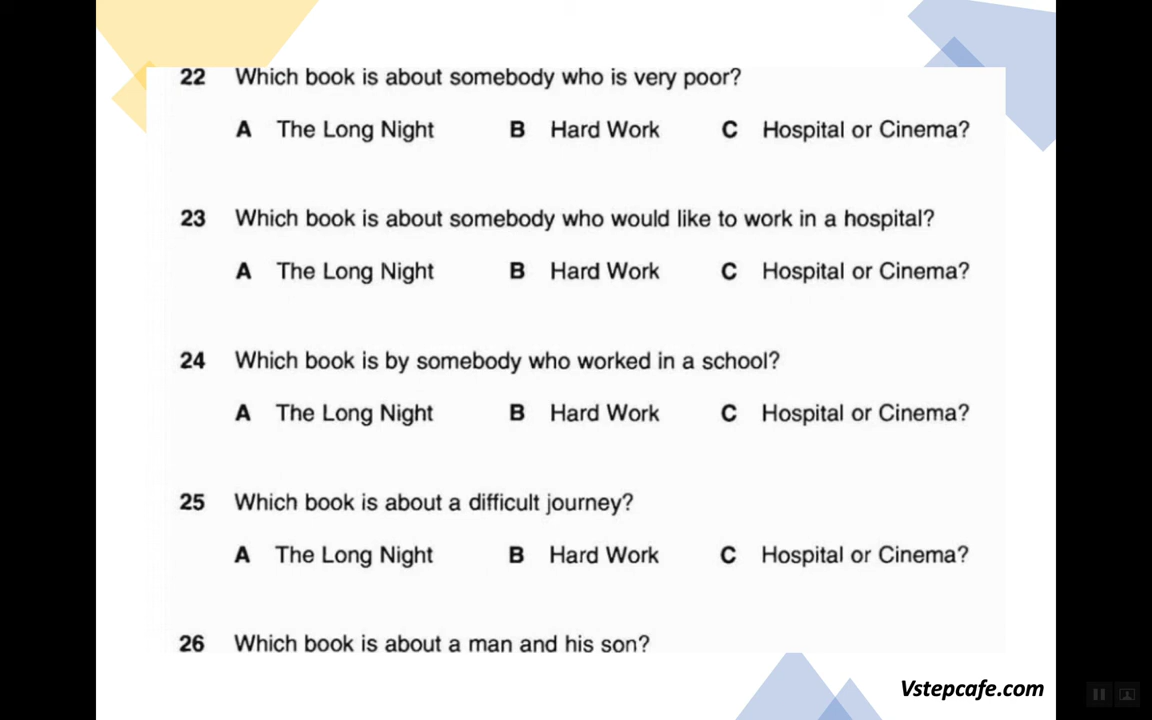 22 Which book is about somebody who is very poor?
A The Long Night B Hard Work C Hospital or Cinema?
23 Which book is about somebody who would like to work in a hospital?
A The Long Night B Hard Work C Hospital or Cinema?
24 Which book is by somebody who worked in a school?
A The Long Night B Hard Work C Hospital or Cinema?
25 Which book is about a difficult journey?
A The Long Night B Hard Work C Hospital or Cinema?
26 Which book is about a man and his son?
Vstepcafe.com